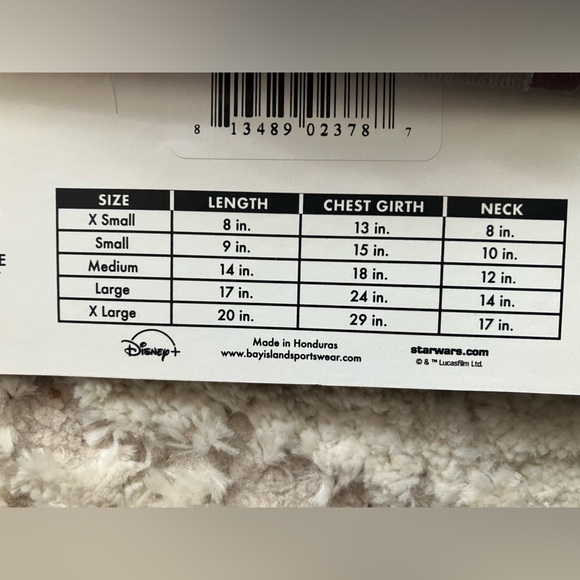 8 13489 02378 7
SIZE LENGTH CHEST GIRTH NECK
X Small 8 in. 13 in. 8 in.
Small 9 in. 15 in. 10 in.
Medium 14 in. 18 in. 12 in.
Large 17 in. 24 in. 14 in.
X Large 20 in. 29 in. 17 in.
E
Disney+
Made in Honduras
www.bayislandsportswear.com
starwars.com
© & ™ Lucasfilm Ltd.